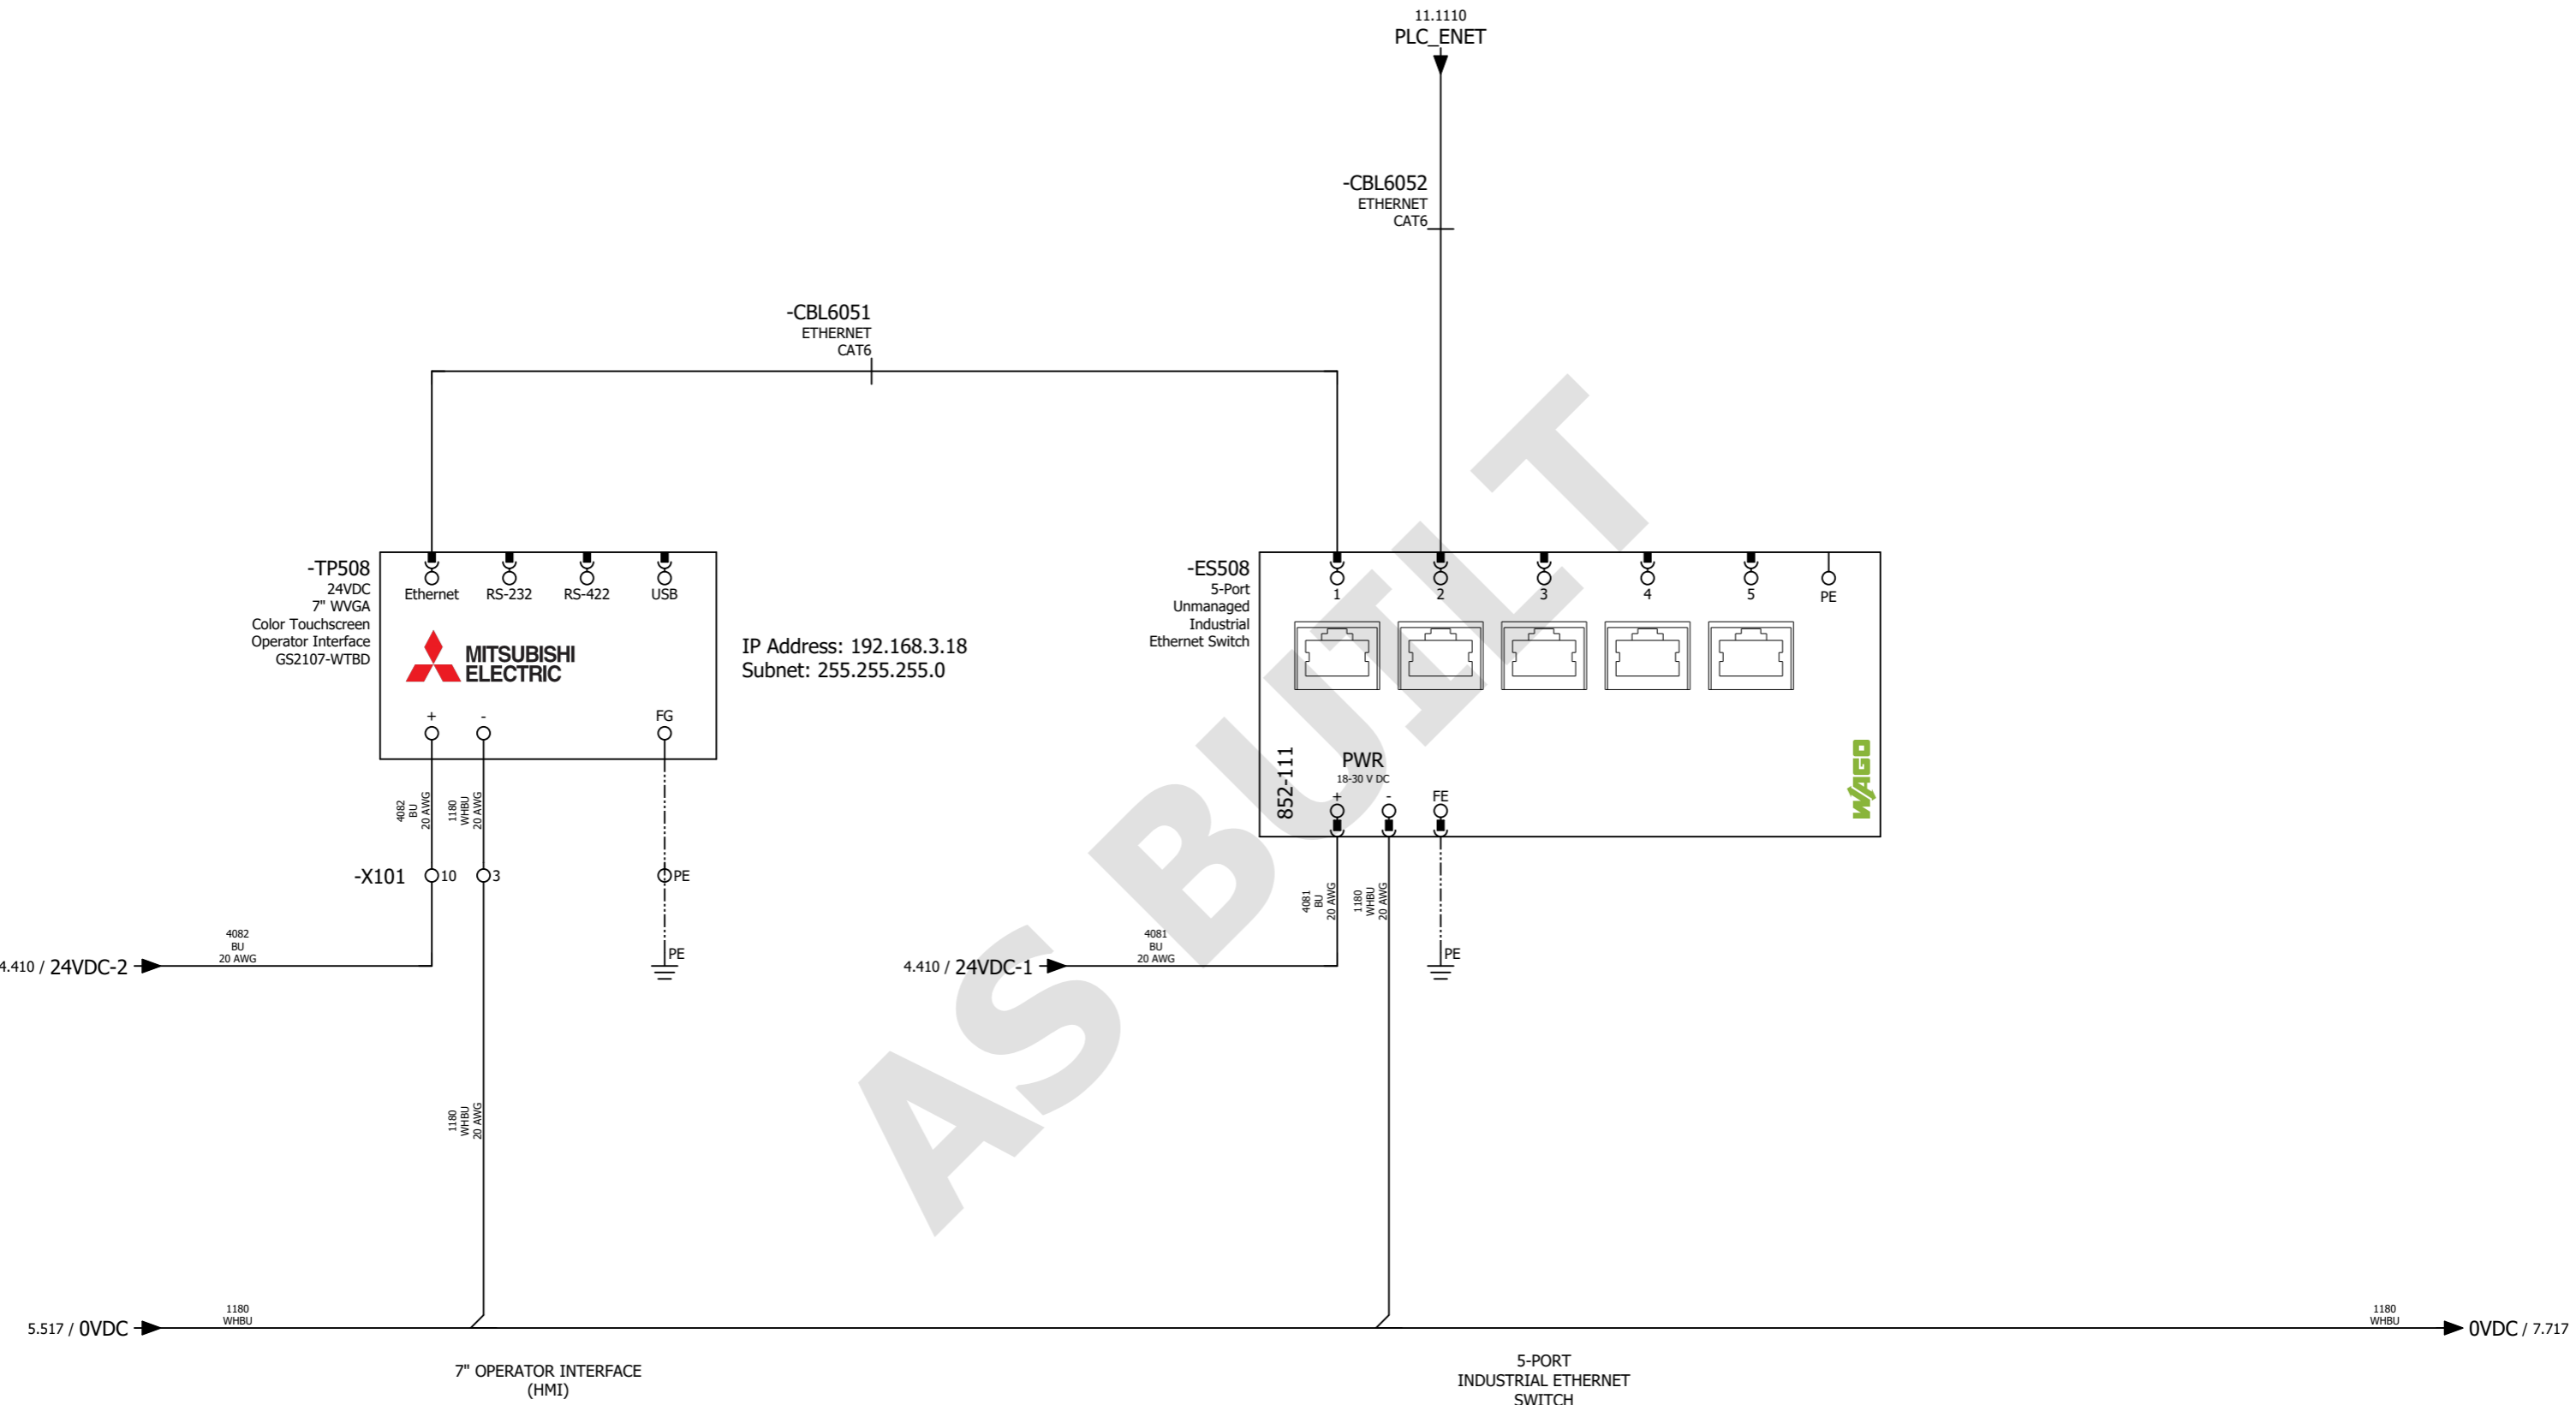 11.1110
PLC_ENET
-CBL6052
ETHERNET
CAT6
-CBL6051
ETHERNET
CAT6
-TP508
24VDC
7" WVGA
Color Touchscreen
Operator Interface
GS2107-WTBD
Ethernet
RS-232
RS-422
USB
MITSUBISHI
ELECTRIC
+
-
FG
IP Address: 192.168.3.18
Subnet: 255.255.255.0
-ES508
5-Port
Unmanaged
Industrial
Ethernet Switch
1
2
3
4
5
PE
852-111
PWR
18-30 V DC
+
-
FE
WAGO
4082
BU
20 AWG
1180
WHBU
20 AWG
-X101
10
3
PE
4081
BU
20 AWG
1180
WHBU
20 AWG
4.410 / 24VDC-2
4082
BU
20 AWG
PE
4.410 / 24VDC-1
4081
BU
20 AWG
PE
1180
WHBU
20 AWG
AS BUILT
5.517 / 0VDC
1180
WHBU
1180
WHBU
0VDC / 7.717
7" OPERATOR INTERFACE
(HMI)
5-PORT
INDUSTRIAL ETHERNET
SWITCH